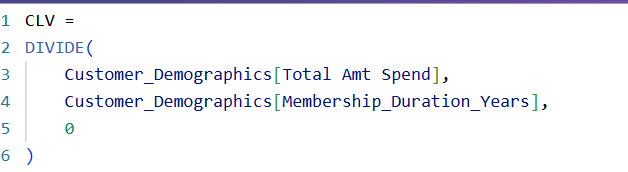 1 CLV =
2 DIVIDE(
3 Customer_Demographics[Total Amt Spend],
4 Customer_Demographics[Membership_Duration_Years],
5 0
6 )